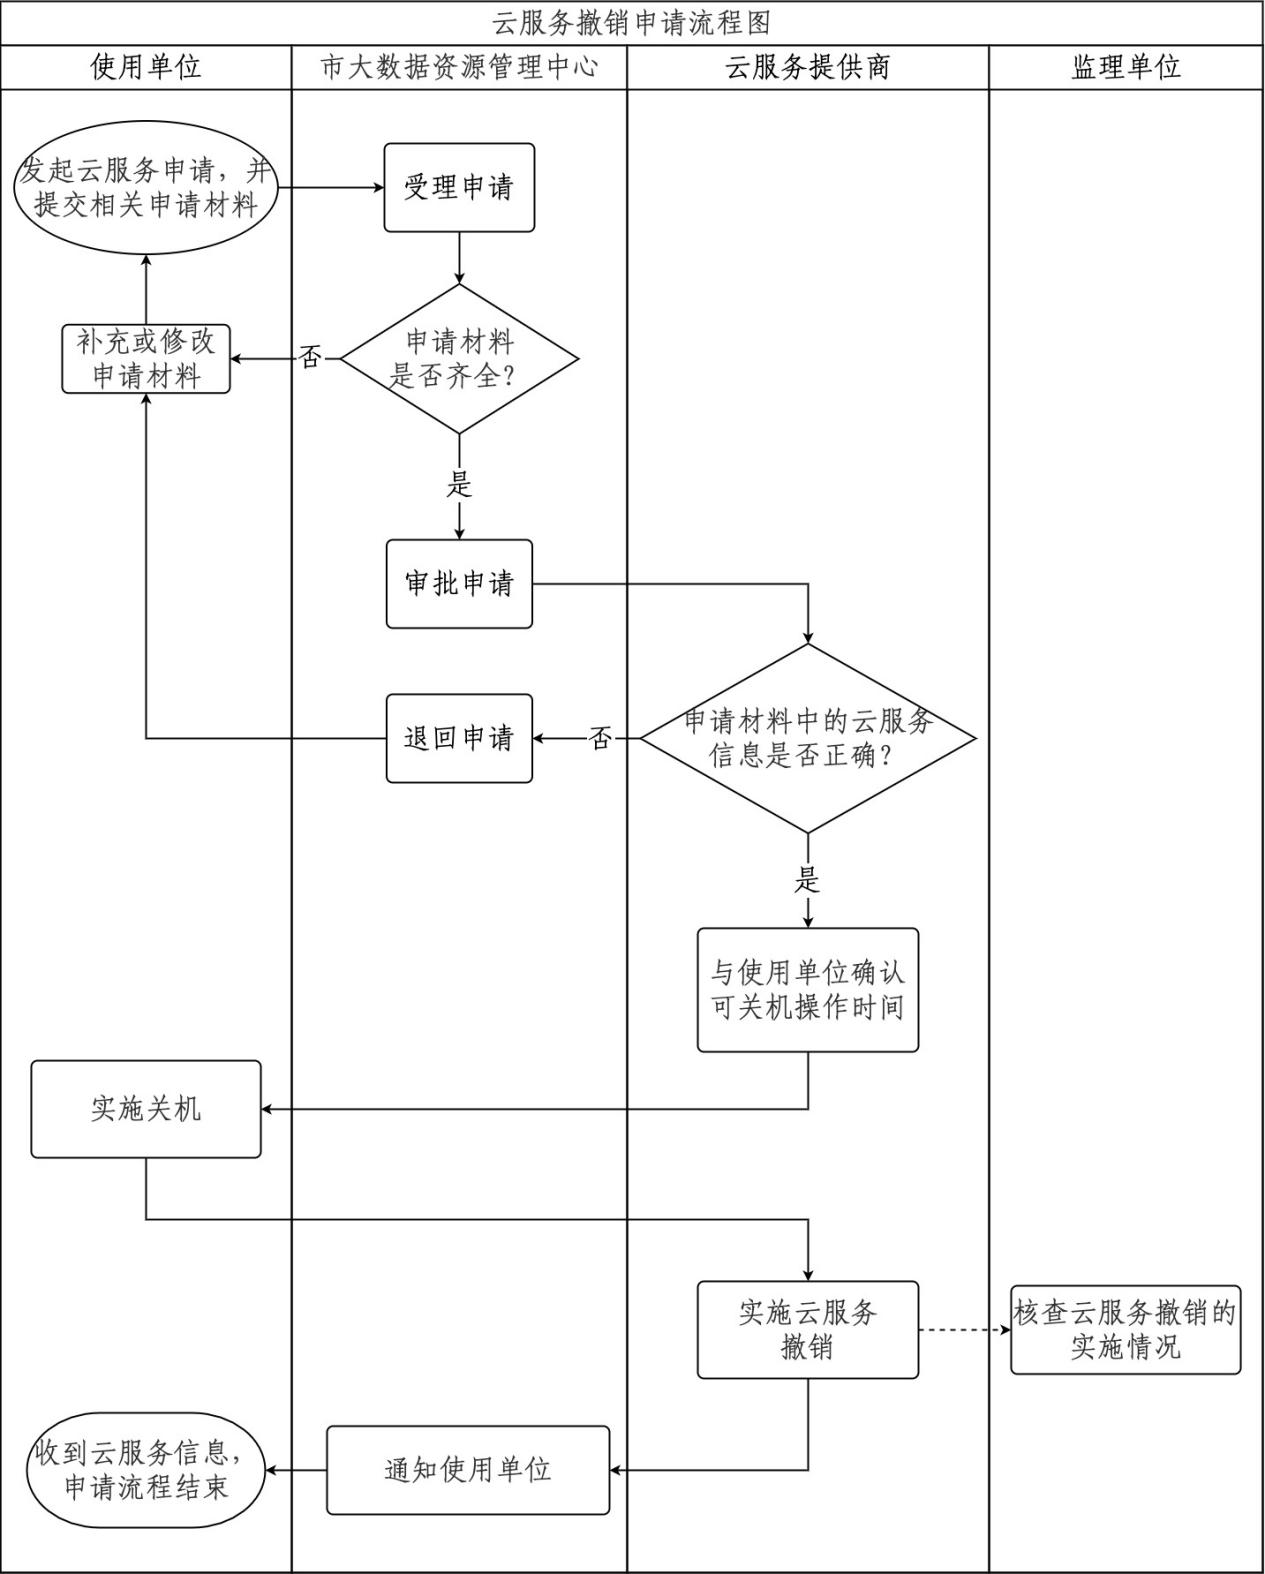 云服务撤销申请流程图
使用单位
市大数据资源管理中心
云服务提供商
监理单位
发起云服务申请，并
提交相关申请材料
受理申请
申请材料
是否齐全？
否
补充或修改
申请材料
是
审批申请
申请材料中的云服务
信息是否正确？
否
退回申请
是
与使用单位确认
可关机操作时间
实施关机
实施云服务
撤销
核查云服务撤销的
实施情况
通知使用单位
收到云服务信息，
申请流程结束